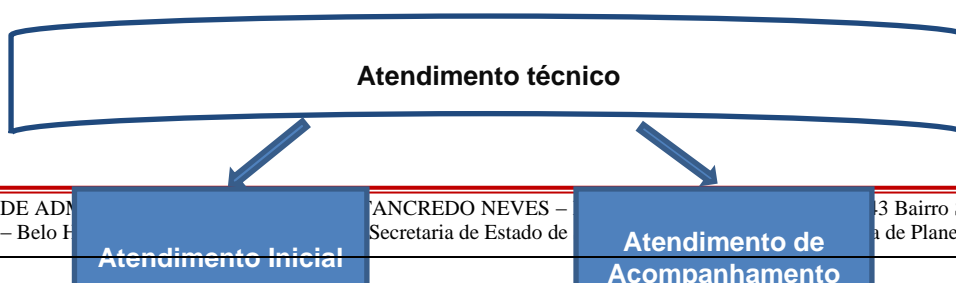 Atendimento técnico
DE ADM ANCREDO NEVES – 43 Bairro
– Belo H Secretaria de Estado de a de Plane
Atendimento Inicial
Atendimento de
Acompanhamento